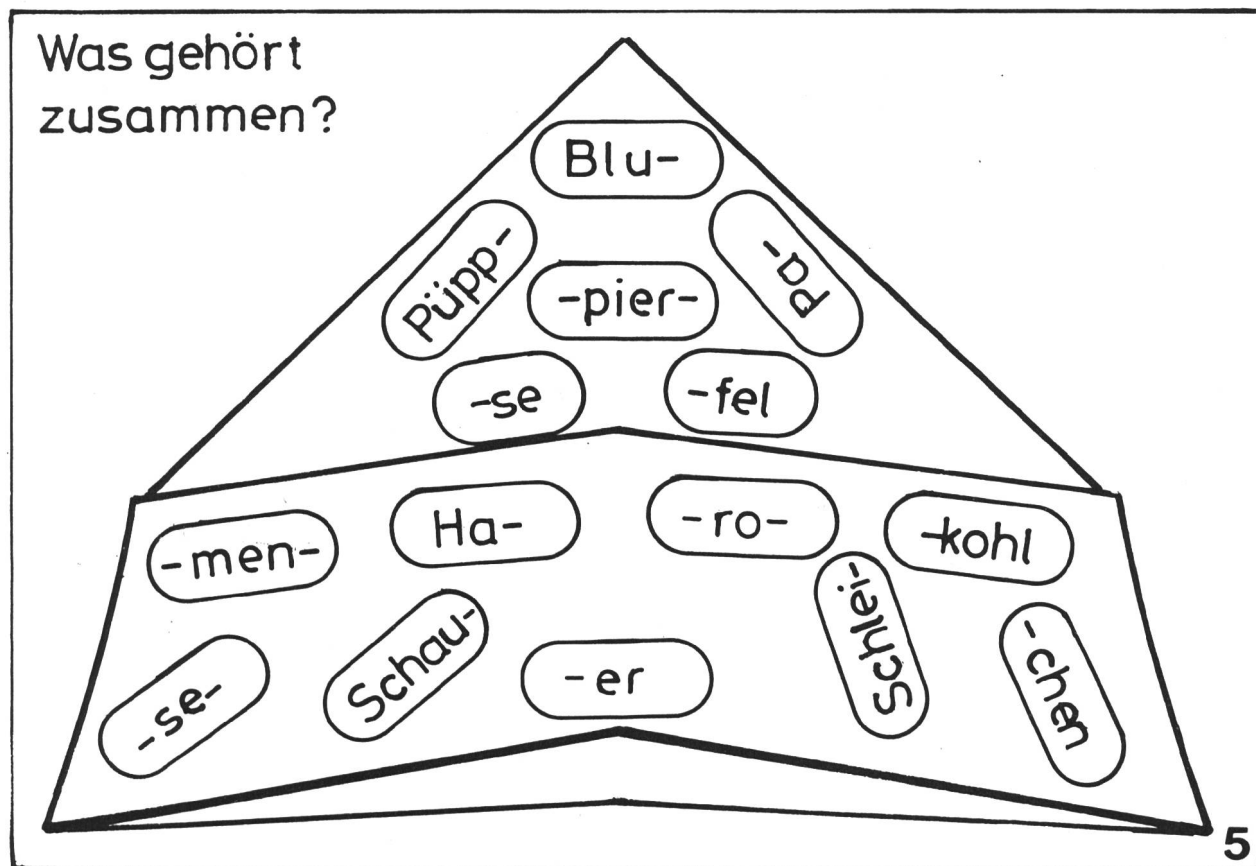 Was gehört
zusammen?
Blu-
Püpp-
-pier-
Pa-
-se
-fel
-men-
Ha-
-ro-
-kohl
-se-
Schau-
-er
Schlei-
-chen
5